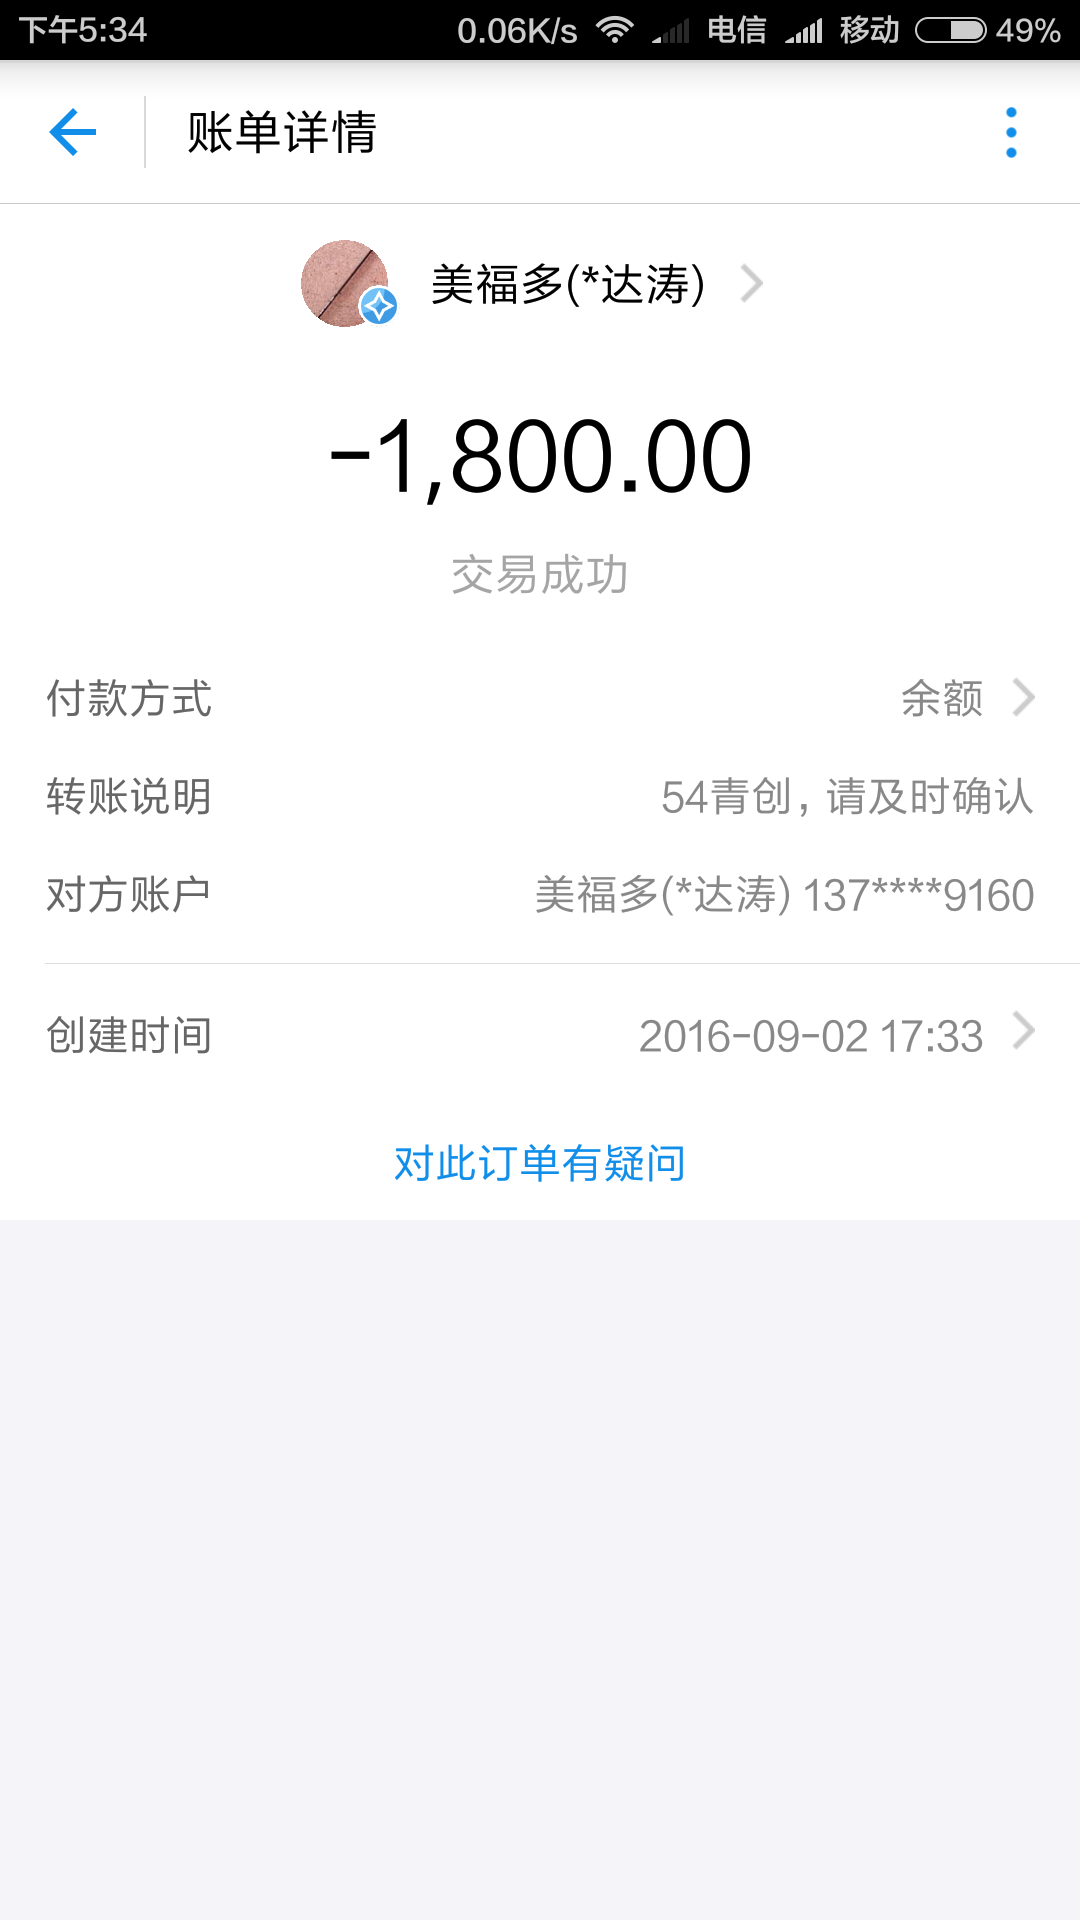 下午5:34 0.06K/s 电信 移动 49%
账单详情
美福多(*达涛)
-1,800.00
交易成功
付款方式 余额
转账说明 54青创，请及时确认
对方账户 美福多(*达涛) 137****9160
创建时间 2016-09-02 17:33
对此订单有疑问